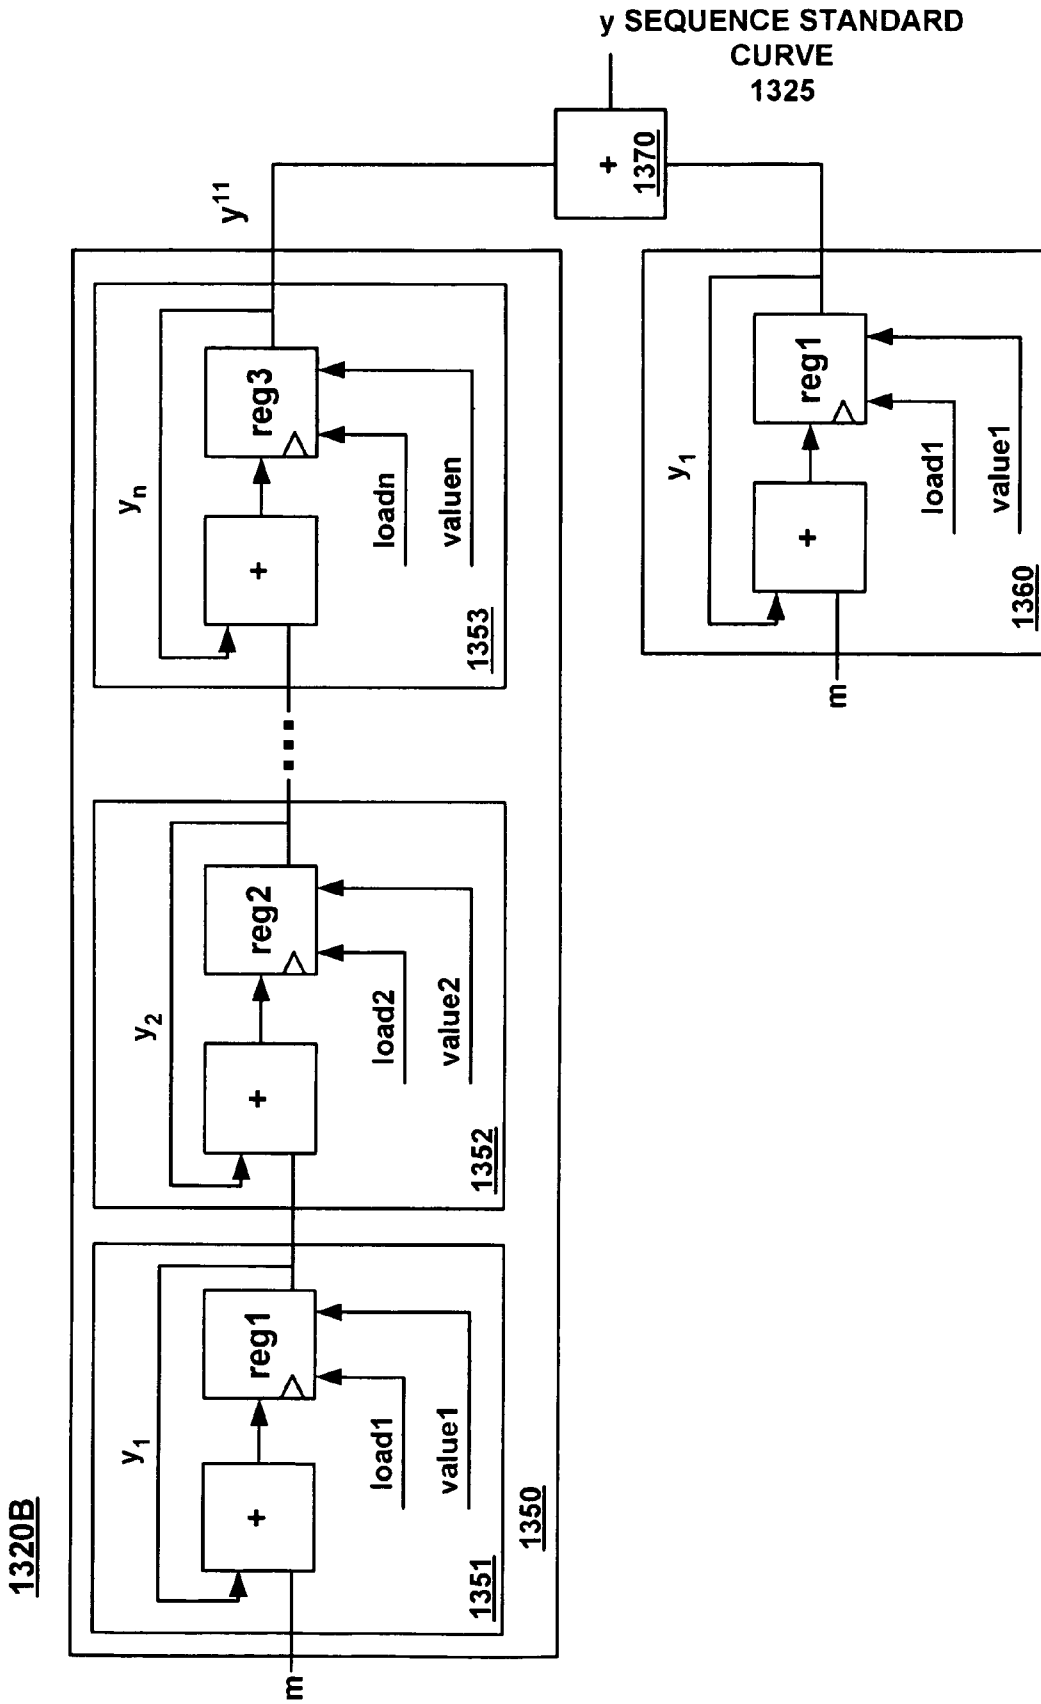 1320B
y SEQUENCE STANDARD
CURVE
1325
m
y1
+
reg1
load1
value1
1351
1350
y2
+
reg2
load2
value2
1352
...
yn
+
reg3
loadn
valuen
1353
y11
+
1370
m
y1
+
reg1
load1
value1
1360